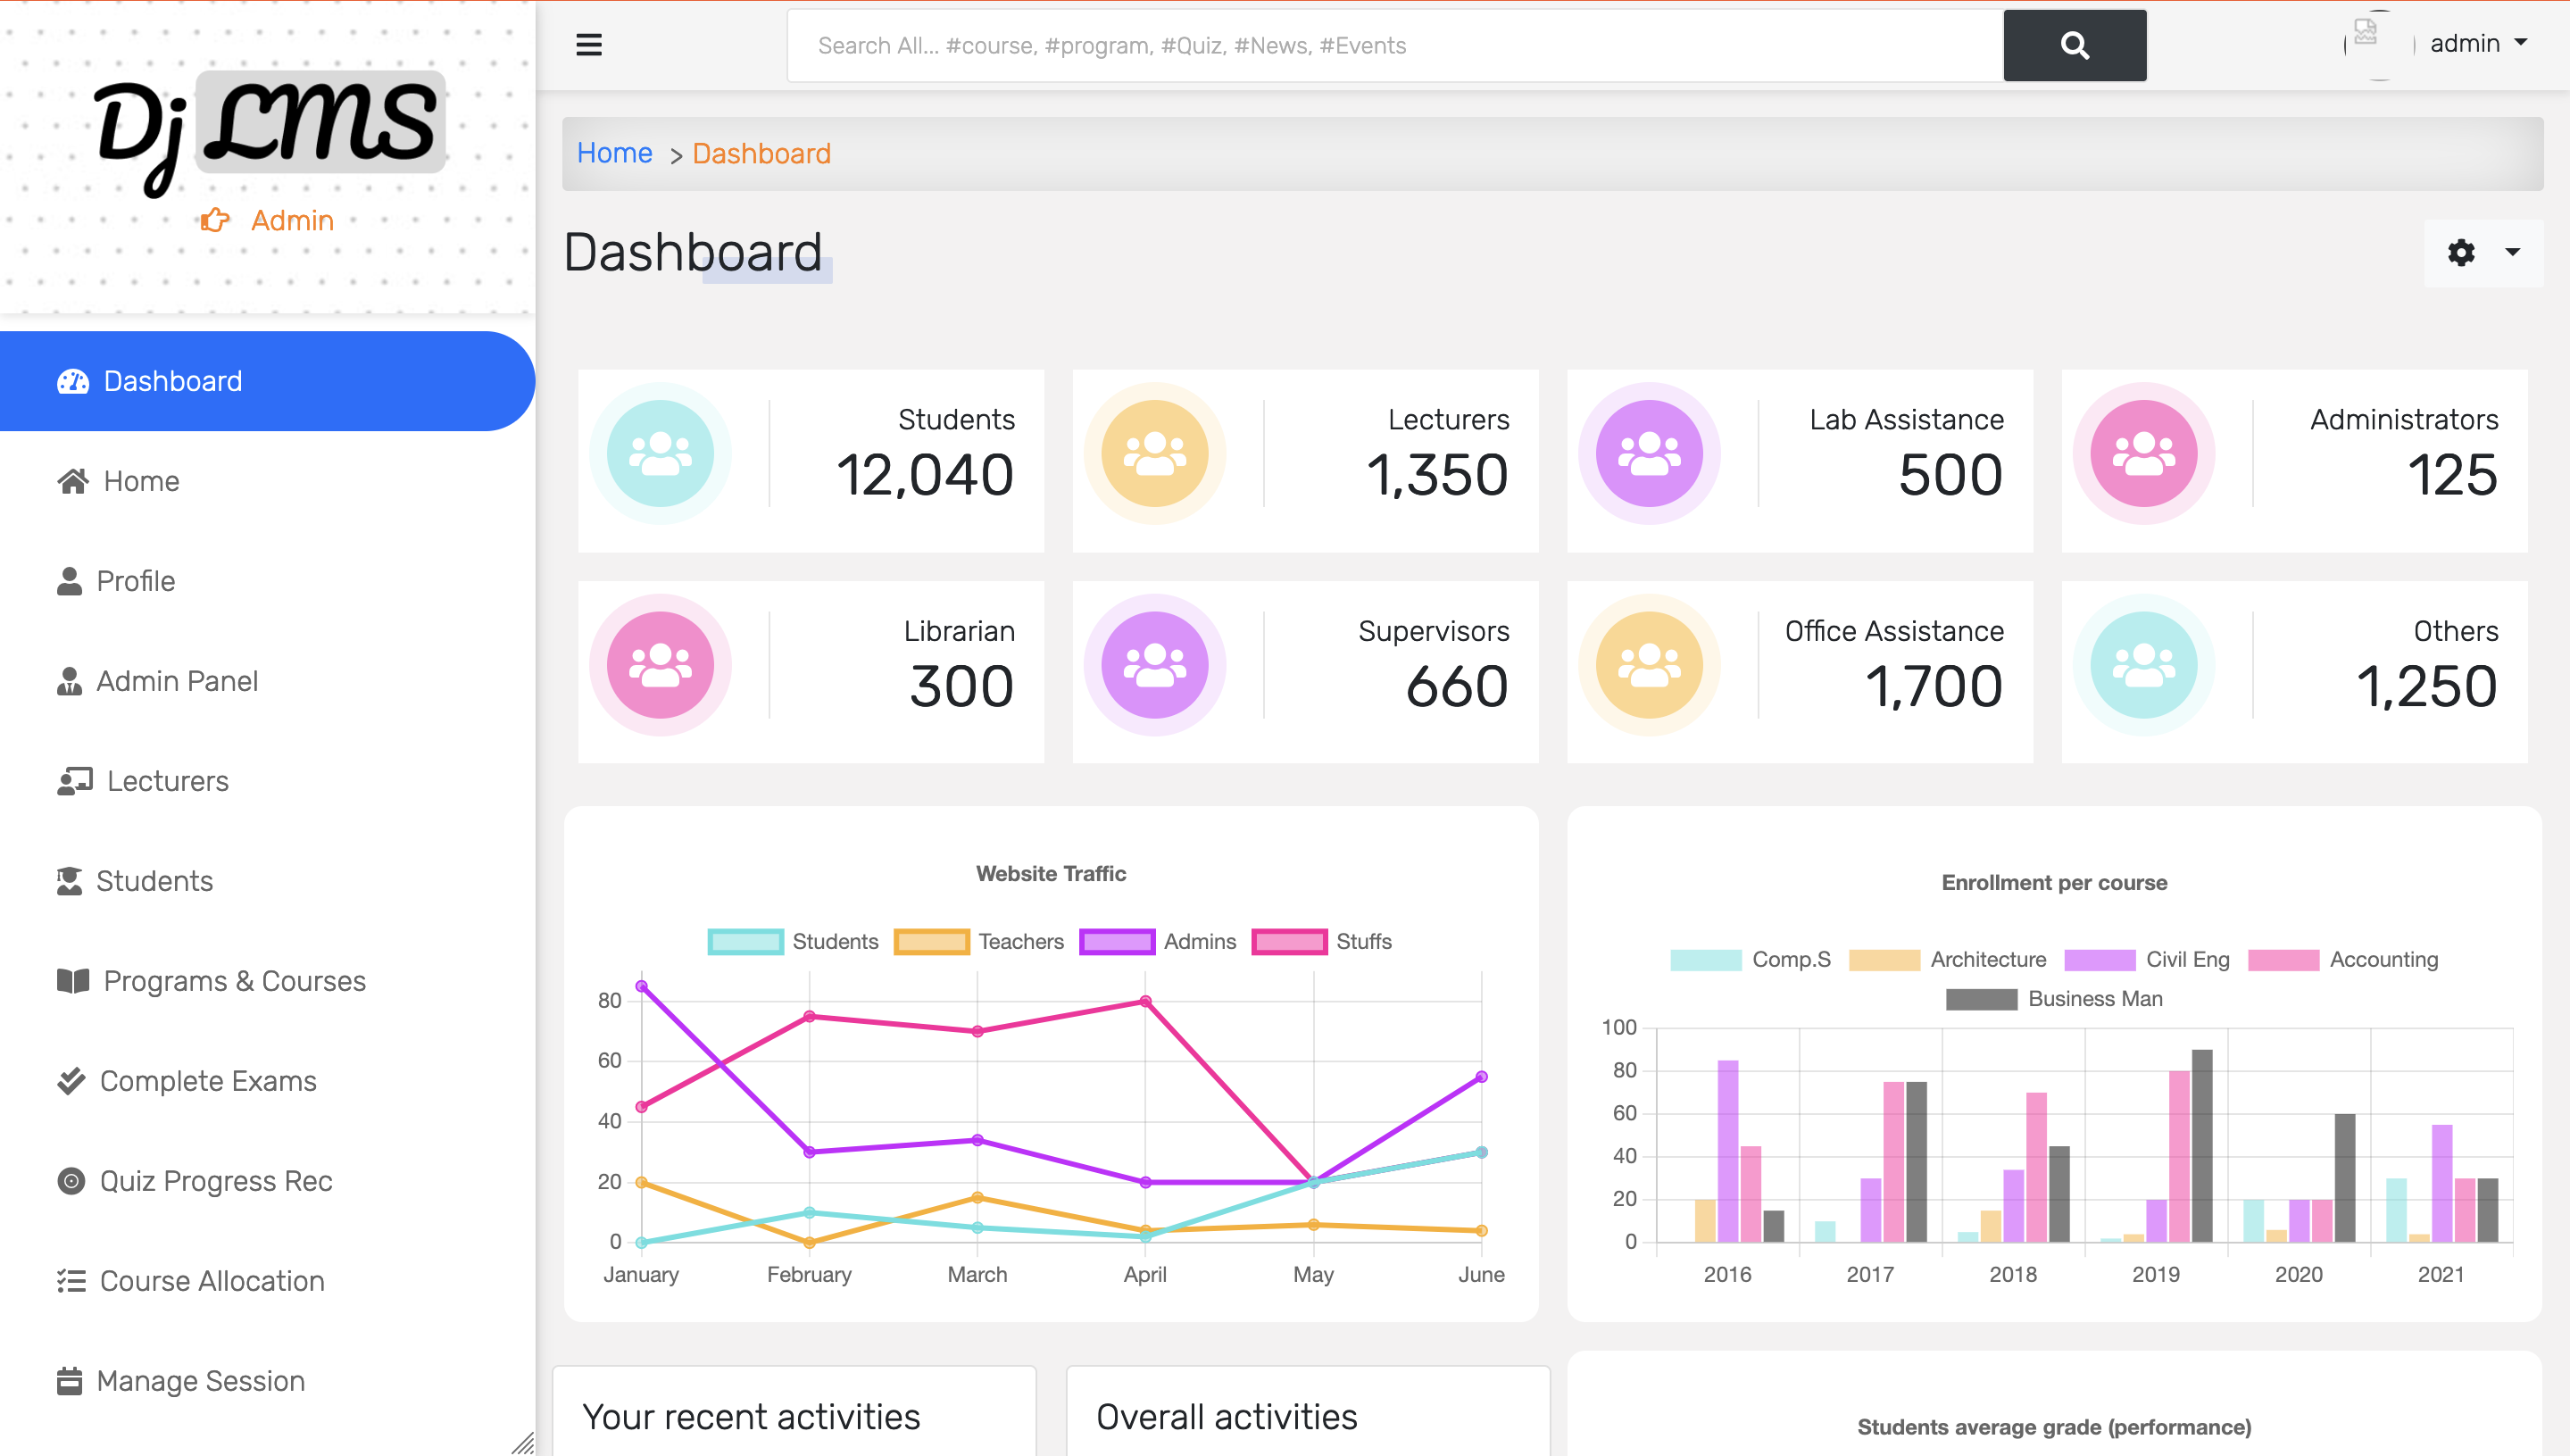 Dj LMS
Admin
Dashboard
Home
Profile
Admin Panel
Lecturers
Students
Programs & Courses
Complete Exams
Quiz Progress Rec
Course Allocation
Manage Session
Search All... #course, #program, #Quiz, #News, #Events
admin
Home > Dashboard
Dashboard
Students
12,040
Lecturers
1,350
Lab Assistance
500
Administrators
125
Librarian
300
Supervisors
660
Office Assistance
1,700
Others
1,250
Website Traffic
Students Teachers Admins Stuffs
80
60
40
20
0
January February March April May June
Enrollment per course
Comp.S Architecture Civil Eng Accounting
Business Man
100
80
60
40
20
0
2016 2017 2018 2019 2020 2021
Your recent activities
Overall activities
Students average grade (performance)